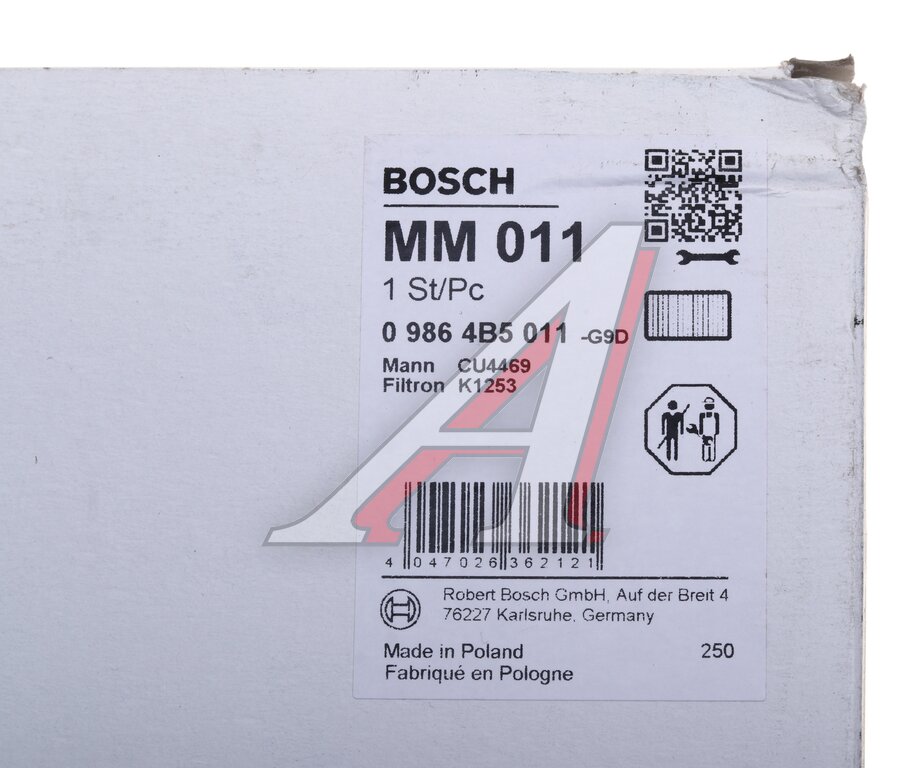 BOSCH
MM 011
1 St/Pc
0 986 4B5 011 -G9D
Mann CU4469
Filtron K1253
4 047026 362121
Robert Bosch GmbH, Auf der Breit 4
76227 Karlsruhe, Germany
Made in Poland 250
Fabriqué en Pologne